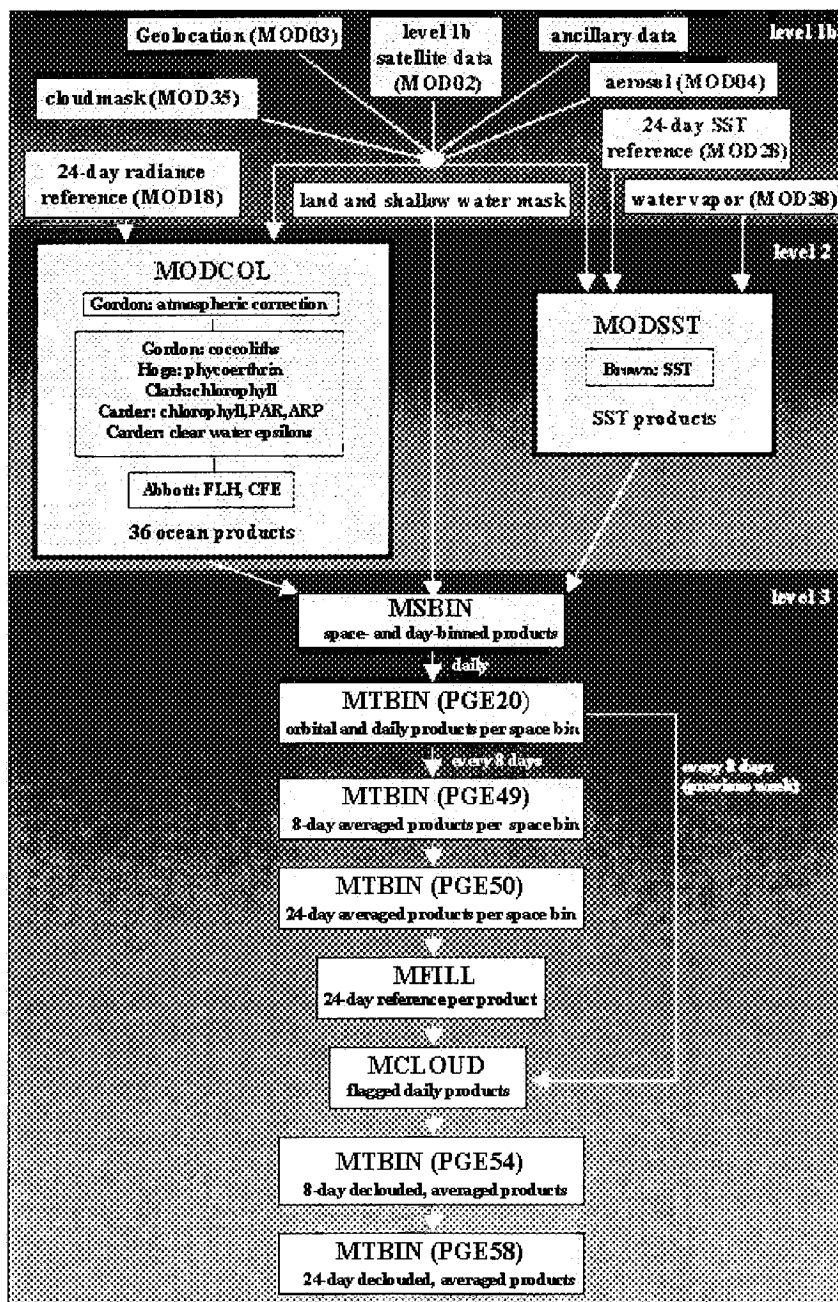 Geolocation (MOD03)
level 1b
satellite data
(MOD02)
ancillary data
level 1b
cloudmask (MOD35)
aerosol (MOD04)
24-day SST
reference (MOD28)
24-day radiance
reference (MOD18)
land and shallow water mask
water vapor (MOD38)
level 2
MODCOL
Gordon: atmospheric correction
Gordon: coccoliths
Hoge: phycoerthrin
Clark:chlorophyll
Carder: chlorophyll,PAR,ARP
Carder: clear water epsilons
Abbott: FLH, CFE
36 ocean products
MODSST
Brown: SST
SST products
level 3
MSBIN
space- and day-binned products
daily
MTBIN (PGE20)
orbital and daily products per space bin
every 8 days
every 8 days
(previous week)
MTBIN (PGE49)
8-day averaged products per space bin
MTBIN (PGE50)
24-day averaged products per space bin
MFILL
24-day reference per product
MCLOUD
flagged daily products
MTBIN (PGE54)
8-day declouded, averaged products
MTBIN (PGE58)
24-day declouded, averaged products